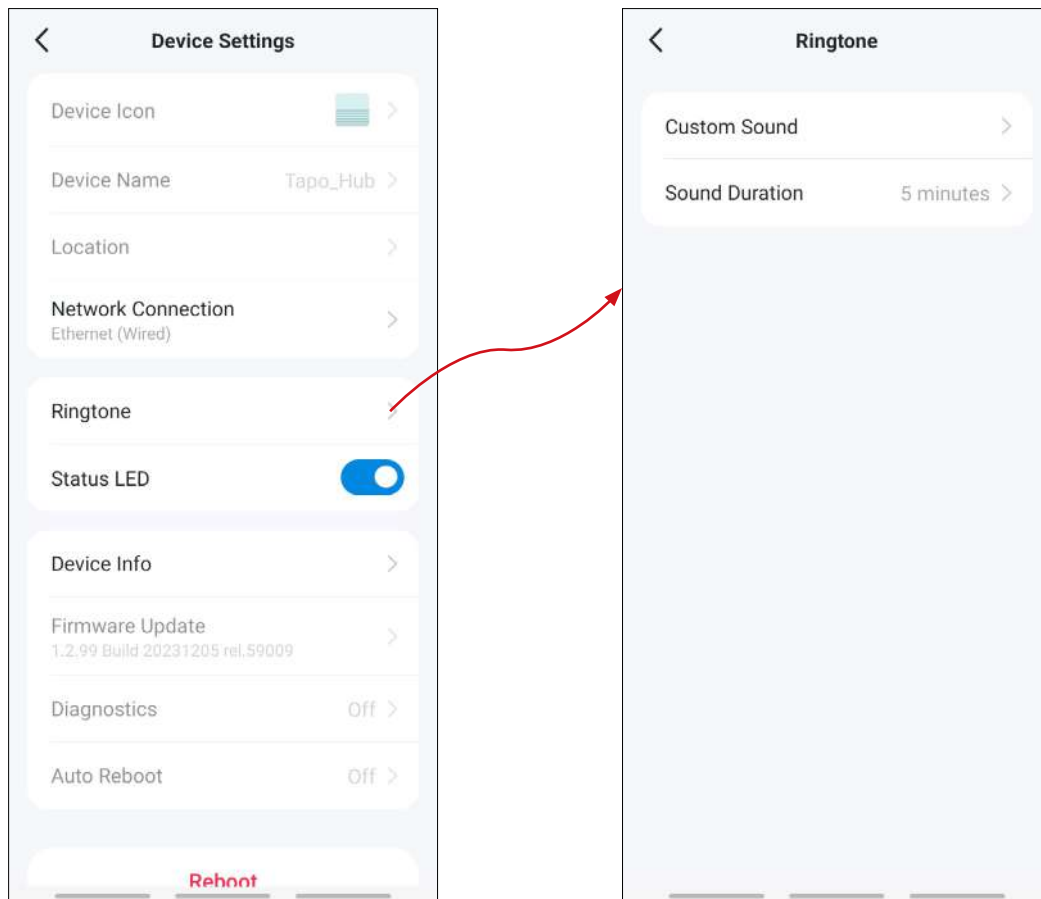 Device Settings
Device Icon
Device Name Tapo_Hub
Location
Network Connection
Ethernet (Wired)
Ringtone
Status LED
Device Info
Firmware Update
1.2.99 Build 20231205 rel.59009
Diagnostics Off
Auto Reboot Off
Reboot
Ringtone
Custom Sound
Sound Duration 5 minutes